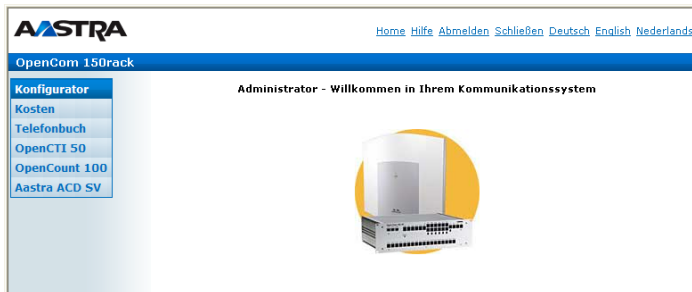 AASTRA
Home Hilfe Abmelden Schließen Deutsch English Nederlands
OpenCom 150rack
Konfigurator
Administrator - Willkommen in Ihrem Kommunikationssystem
Kosten
Telefonbuch
OpenCTI 50
OpenCount 100
Aastra ACD SV